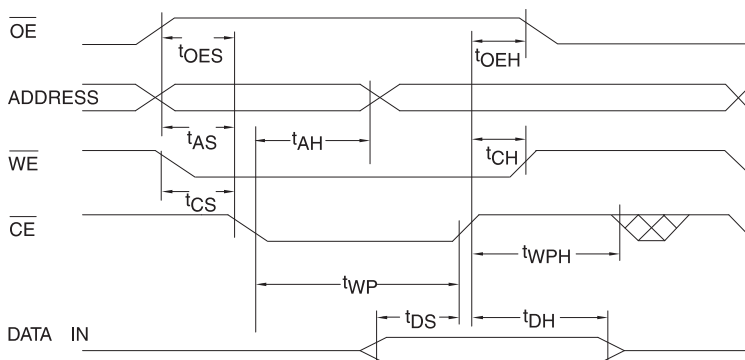 OE
tOES
tOEH
ADDRESS
tAS
tAH
tCH
WE
tCS
CE
tWPH
tWP
tDS
tDH
DATA IN